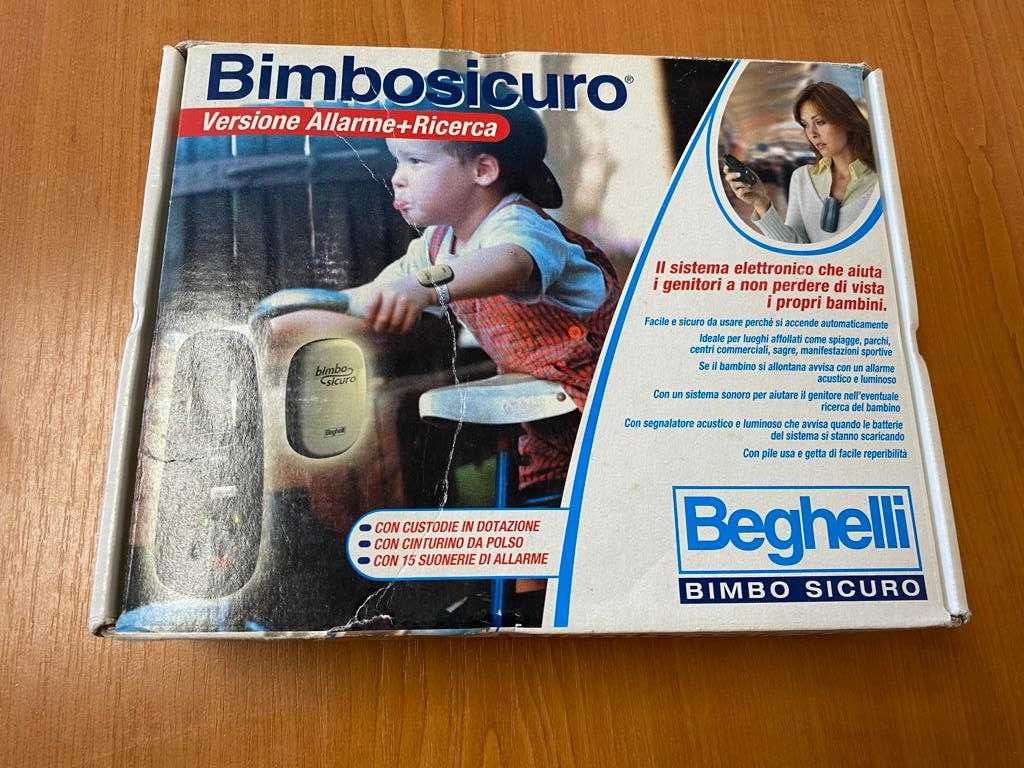 Bimbosicuro®
Versione Allarme+Ricerca
Il sistema elettronico che aiuta
i genitori a non perdere di vista
i propri bambini.
Facile e sicuro da usare perché si accende automaticamente
Ideale per luoghi affollati come spiagge, parchi,
centri commerciali, sagre, manifestazioni sportive
Se il bambino si allontana avvisa con un allarme
acustico e luminoso
Con un sistema sonoro per aiutare il genitore nell'eventuale
ricerca del bambino
Con segnalatore acustico e luminoso che avvisa quando le batterie
del sistema si stanno scaricando
Con pile usa e getta di facile reperibilità
bimbo
sicuro
Beghelli
CON CUSTODIE IN DOTAZIONE
CON CINTURINO DA POLSO
CON 15 SUONERIE DI ALLARME
Beghelli
BIMBO SICURO